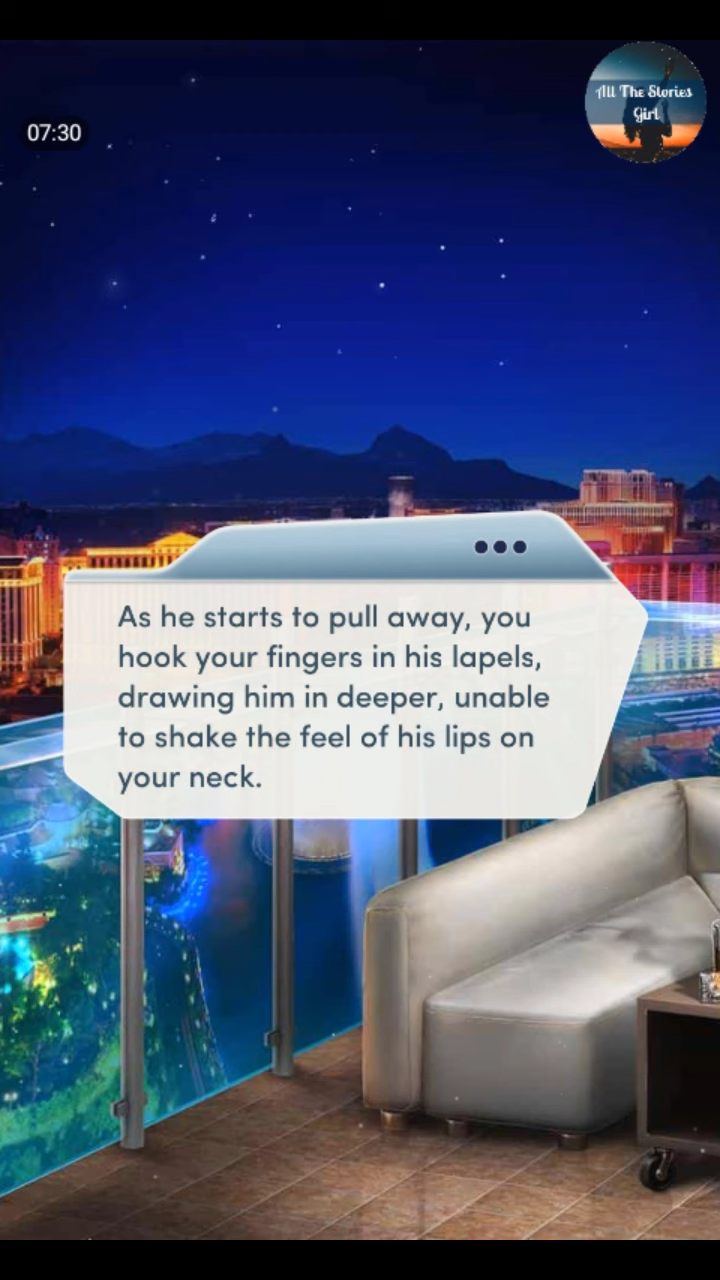 All The Stories
Girl
07:30
As he starts to pull away, you
hook your fingers in his lapels,
drawing him in deeper, unable
to shake the feel of his lips on
your neck.